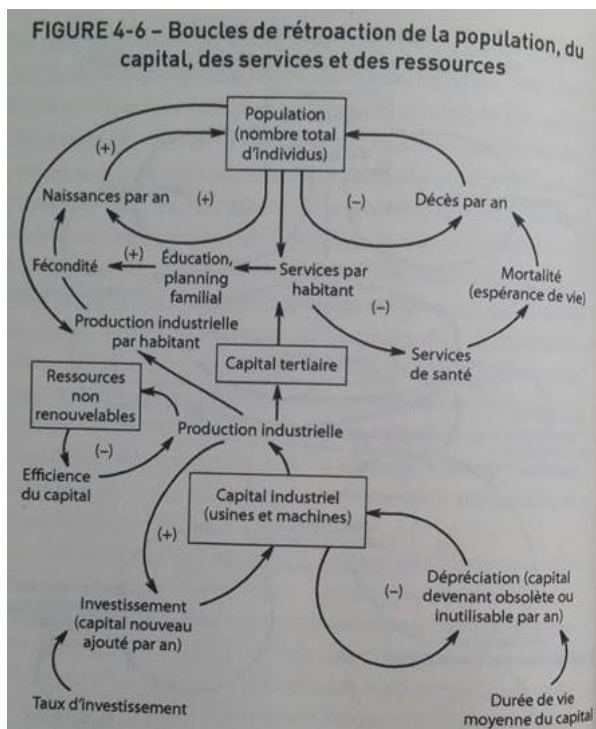 FIGURE 4-6 – Boucles de rétroaction de la population, du
capital, des services et des ressources
Population
(nombre total
d'individus)
(+)
Naissances par an
(+)
(–)
Décès par an
Fécondité
(+)
Éducation,
planning
familial
Services par
habitant
(–)
Mortalité
(espérance de vie)
Production industrielle
par habitant
Capital tertiaire
Services
de santé
Ressources
non
renouvelables
(–)
Production industrielle
Efficience
du capital
Capital industriel
(usines et machines)
(+)
(–)
Dépréciation (capital
devenant obsolète ou
inutilisable par an)
Investissement
(capital nouveau
ajouté par an)
Taux d'investissement
Durée de vie
moyenne du capital